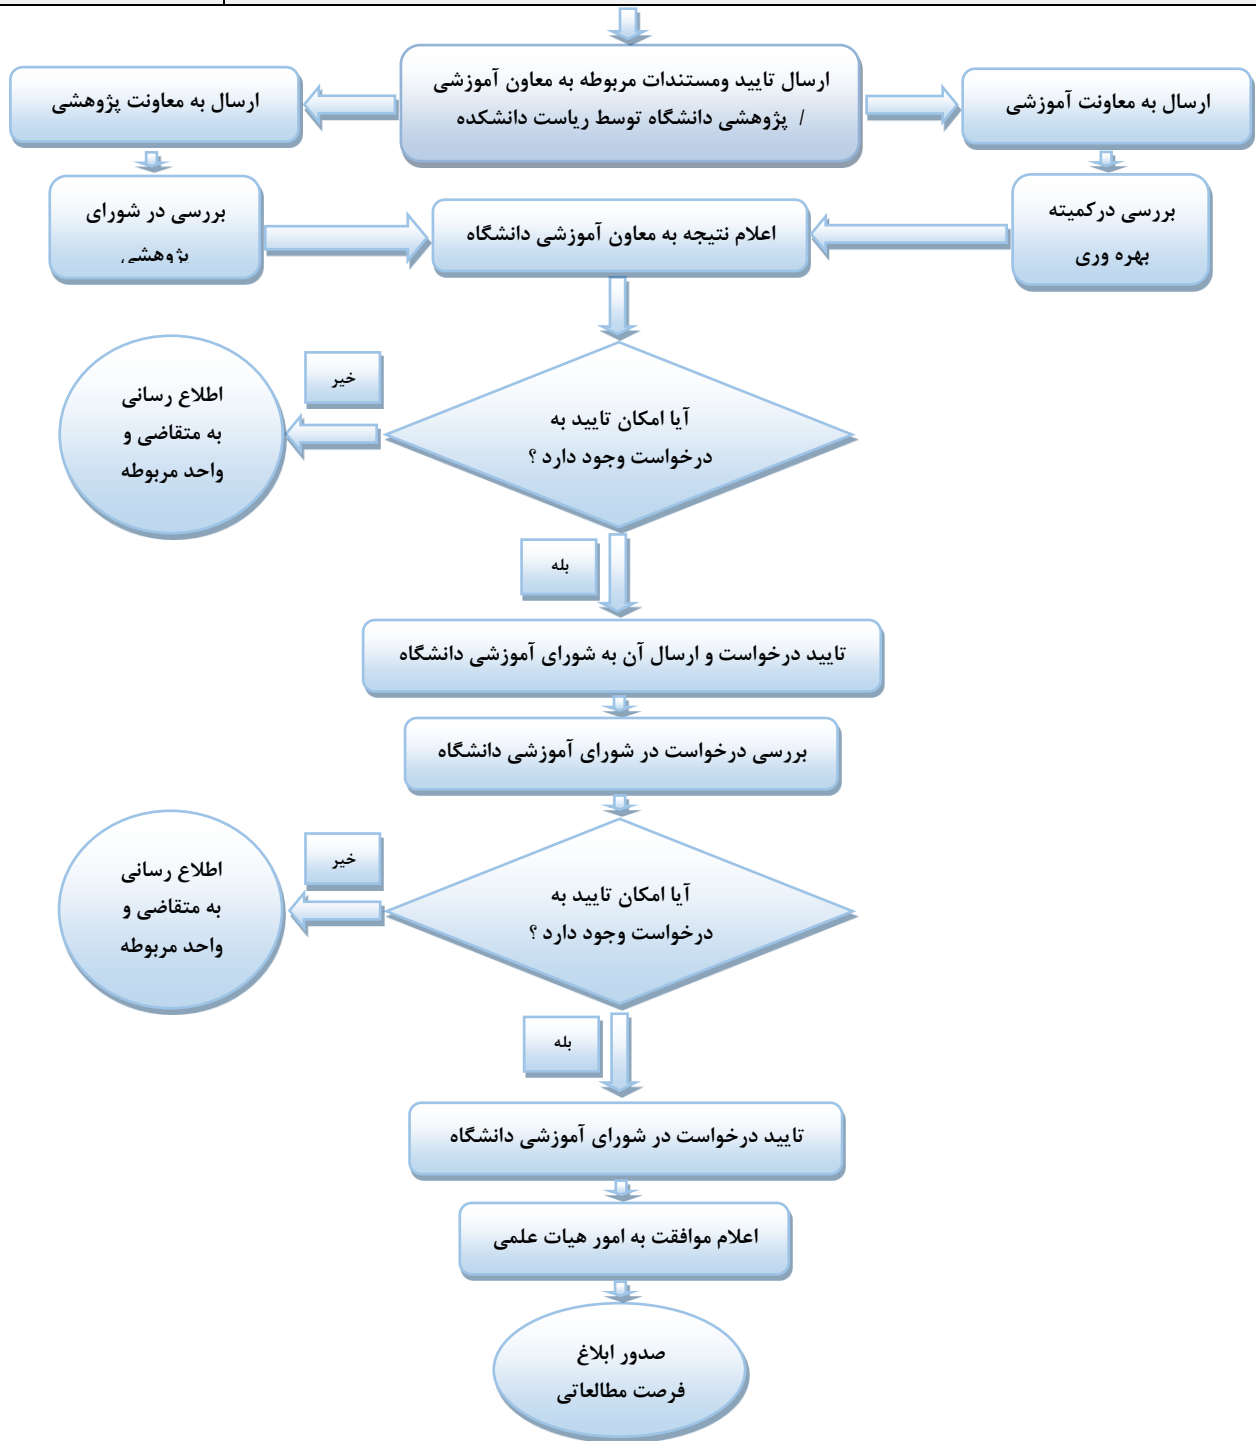 ارسال تایید ومستندات مربوطه به معاون آموزشی
/ پژوهشی دانشگاه توسط ریاست دانشکده
ارسال به معاونت آموزشی
ارسال به معاونت پژوهشی
بررسی درکمیته
بهره وری
بررسی در شورای
پژوهشی
اعلام نتیجه به معاون آموزشی دانشگاه
آیا امکان تایید به
درخواست وجود دارد ؟
خیر
اطلاع رسانی
به متقاضی و
واحد مربوطه
بله
تایید درخواست و ارسال آن به شورای آموزشی دانشگاه
بررسی درخواست در شورای آموزشی دانشگاه
آیا امکان تایید به
درخواست وجود دارد ؟
خیر
اطلاع رسانی
به متقاضی و
واحد مربوطه
بله
تایید درخواست در شورای آموزشی دانشگاه
اعلام موافقت به امور هیات علمی
صدور ابلاغ
فرصت مطالعاتی